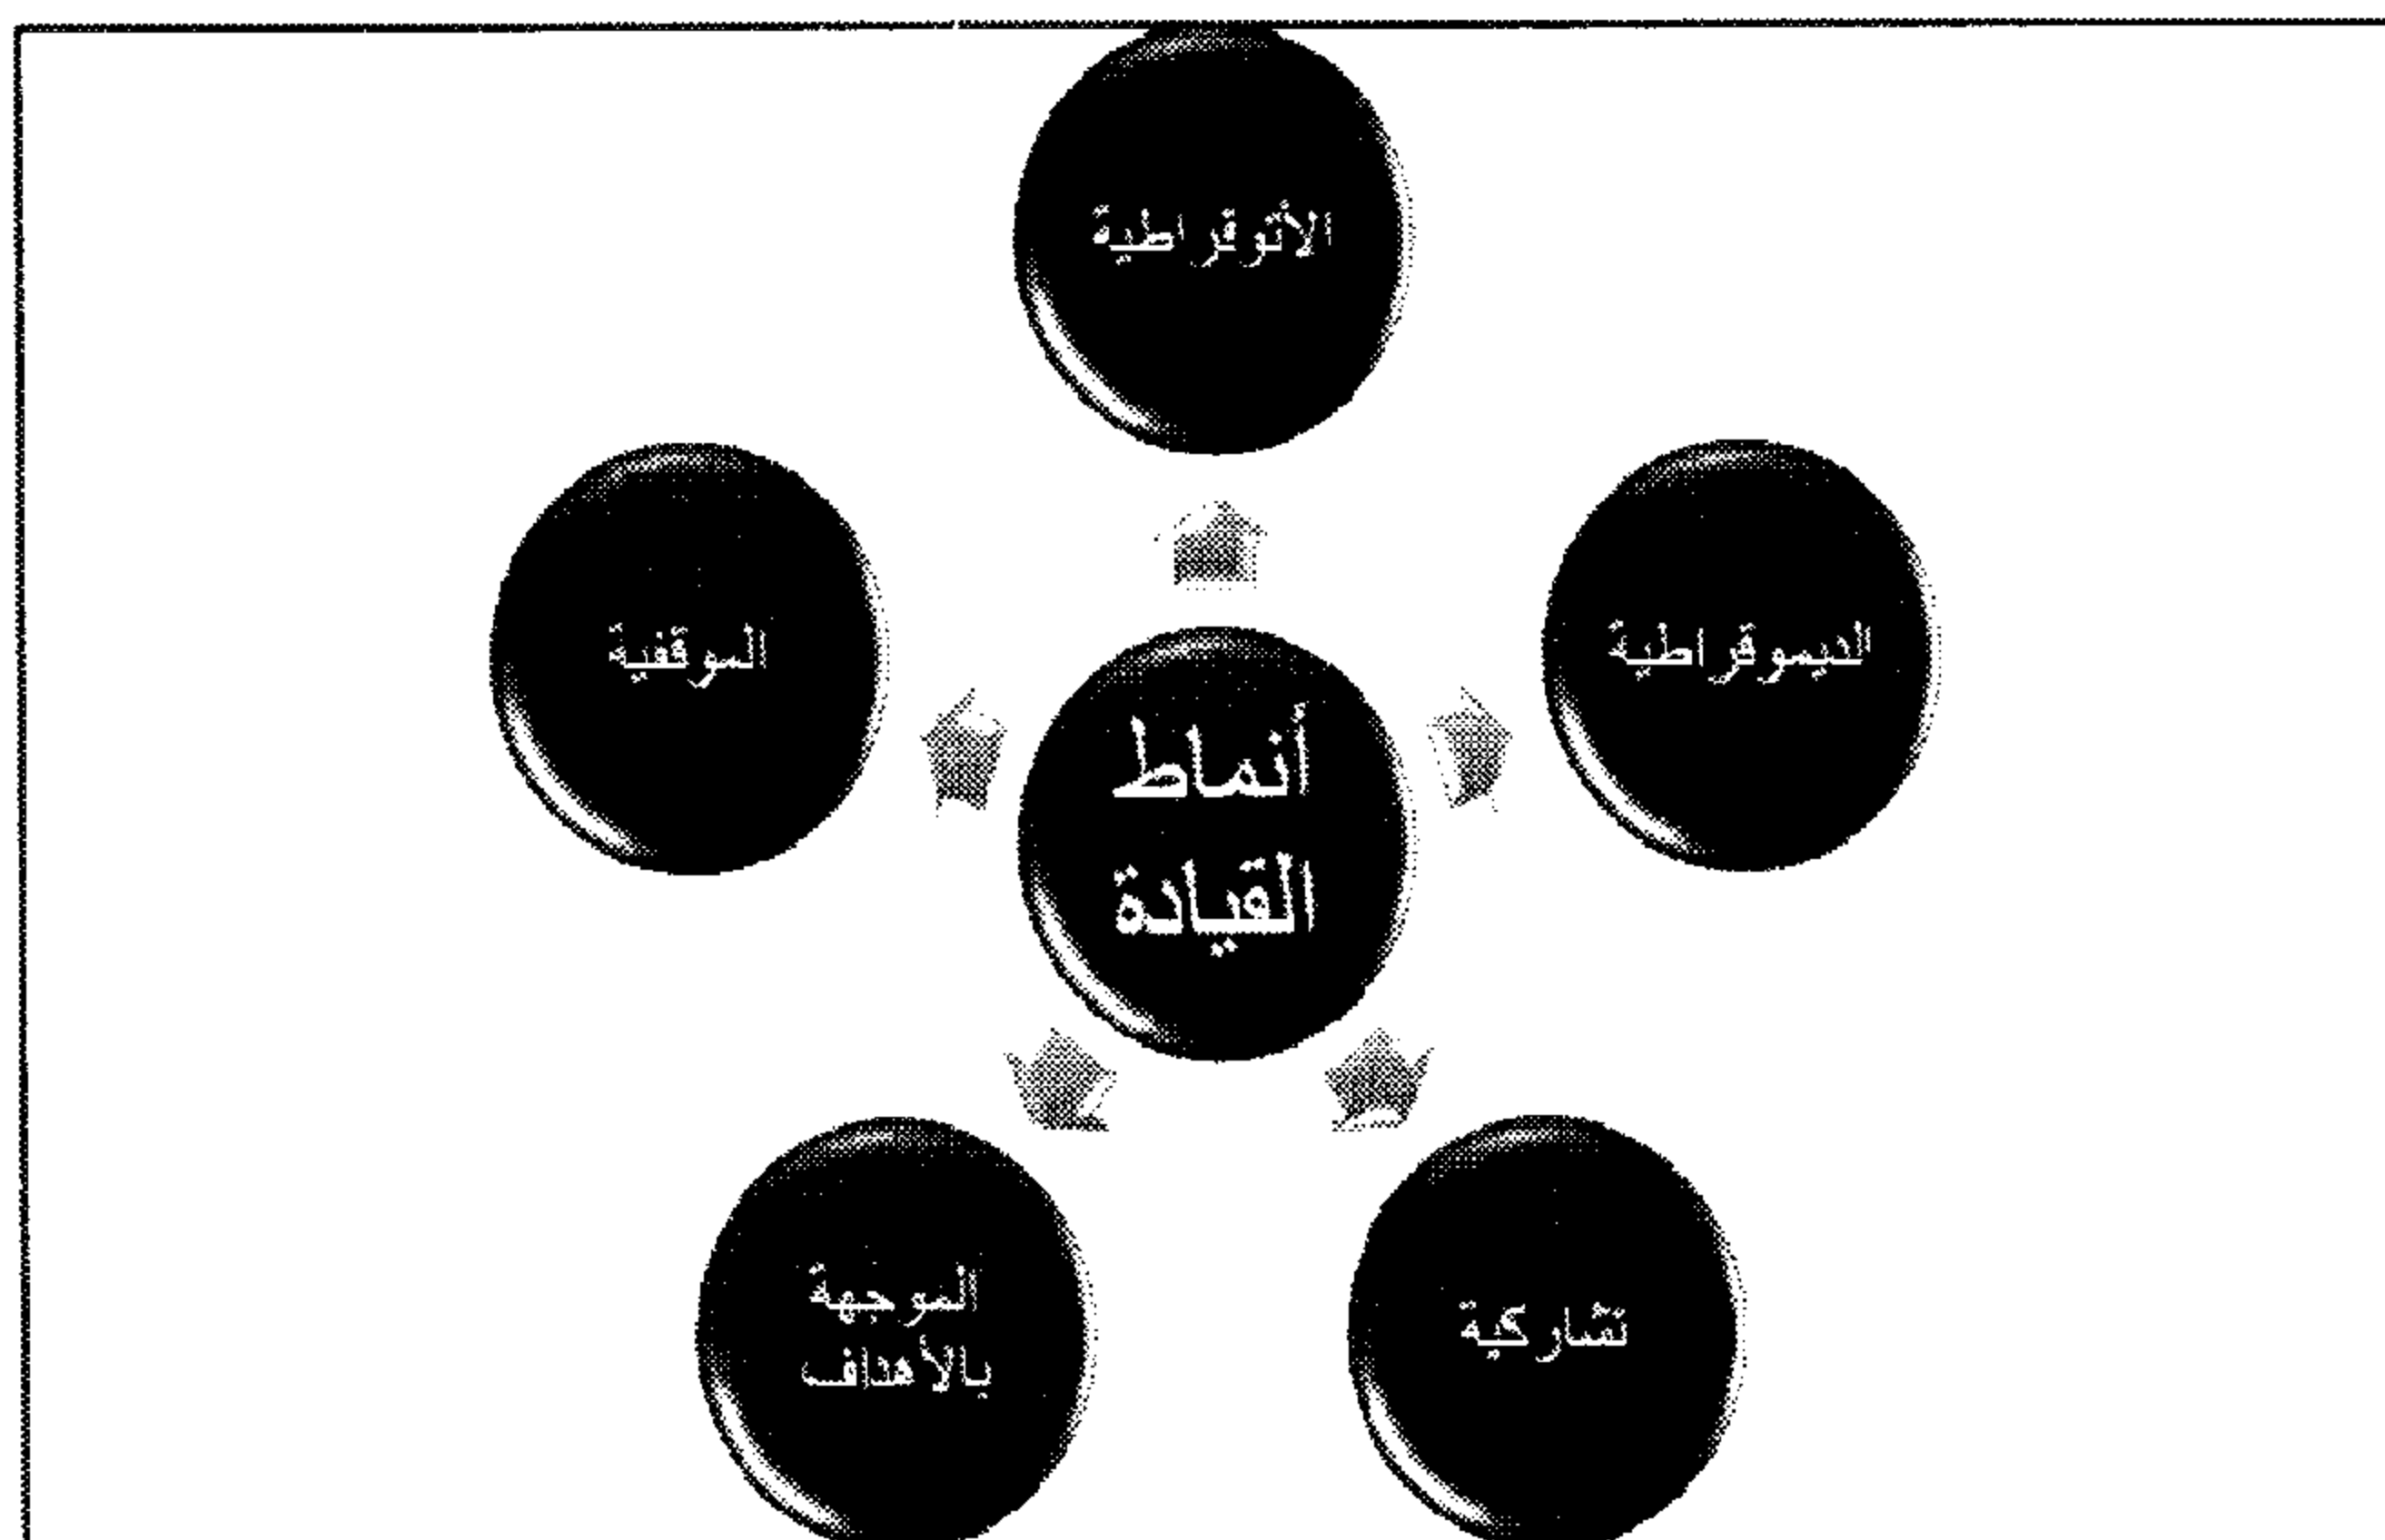 الأتوقراطية
الديموقراطية
الموقفية
أنماط
القيادة
تشاركية
الموجهة
بالأهداف